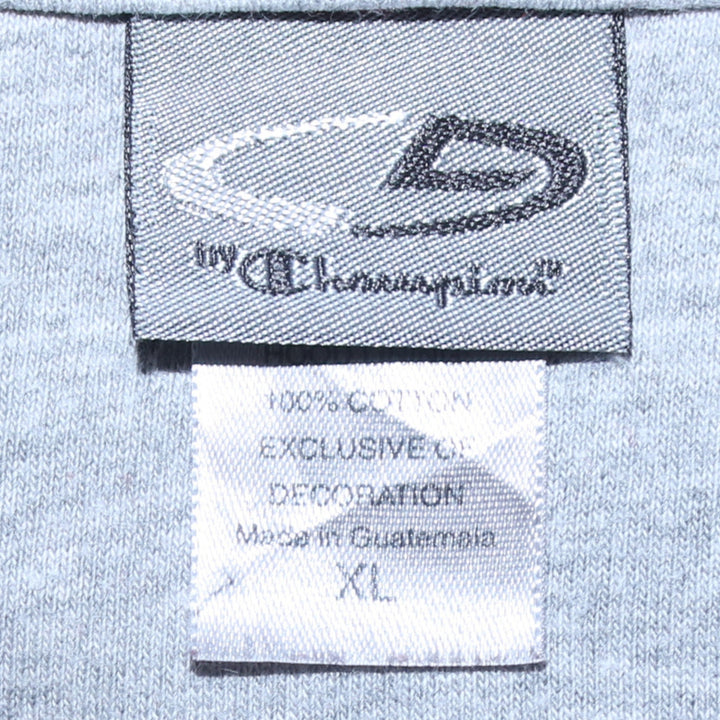 by Champion
100% COTTON
EXCLUSIVE OF
DECORATION
Made in Guatemala
XL